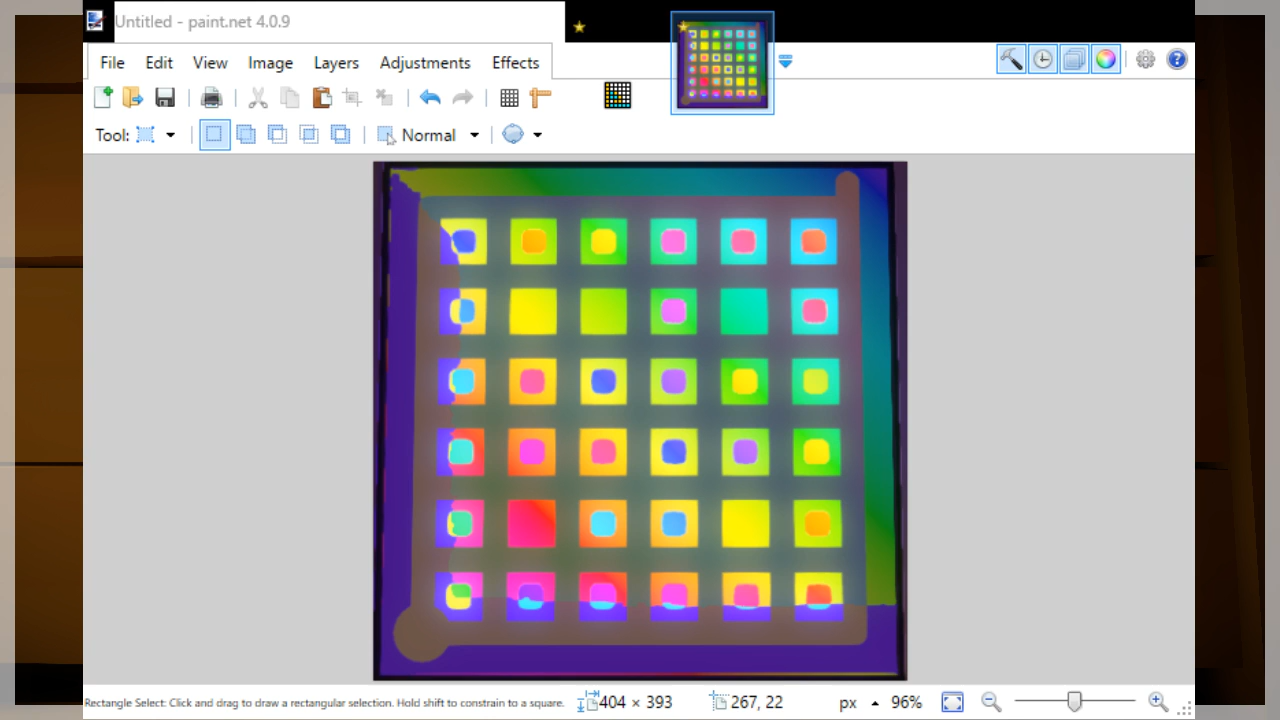 Untitled - paint.net 4.0.9
File Edit View Image Layers Adjustments Effects
Tool: Normal
Rectangle Select: Click and drag to draw a rectangular selection. Hold shift to constrain to a square. 404 × 393 267, 22 px 96%